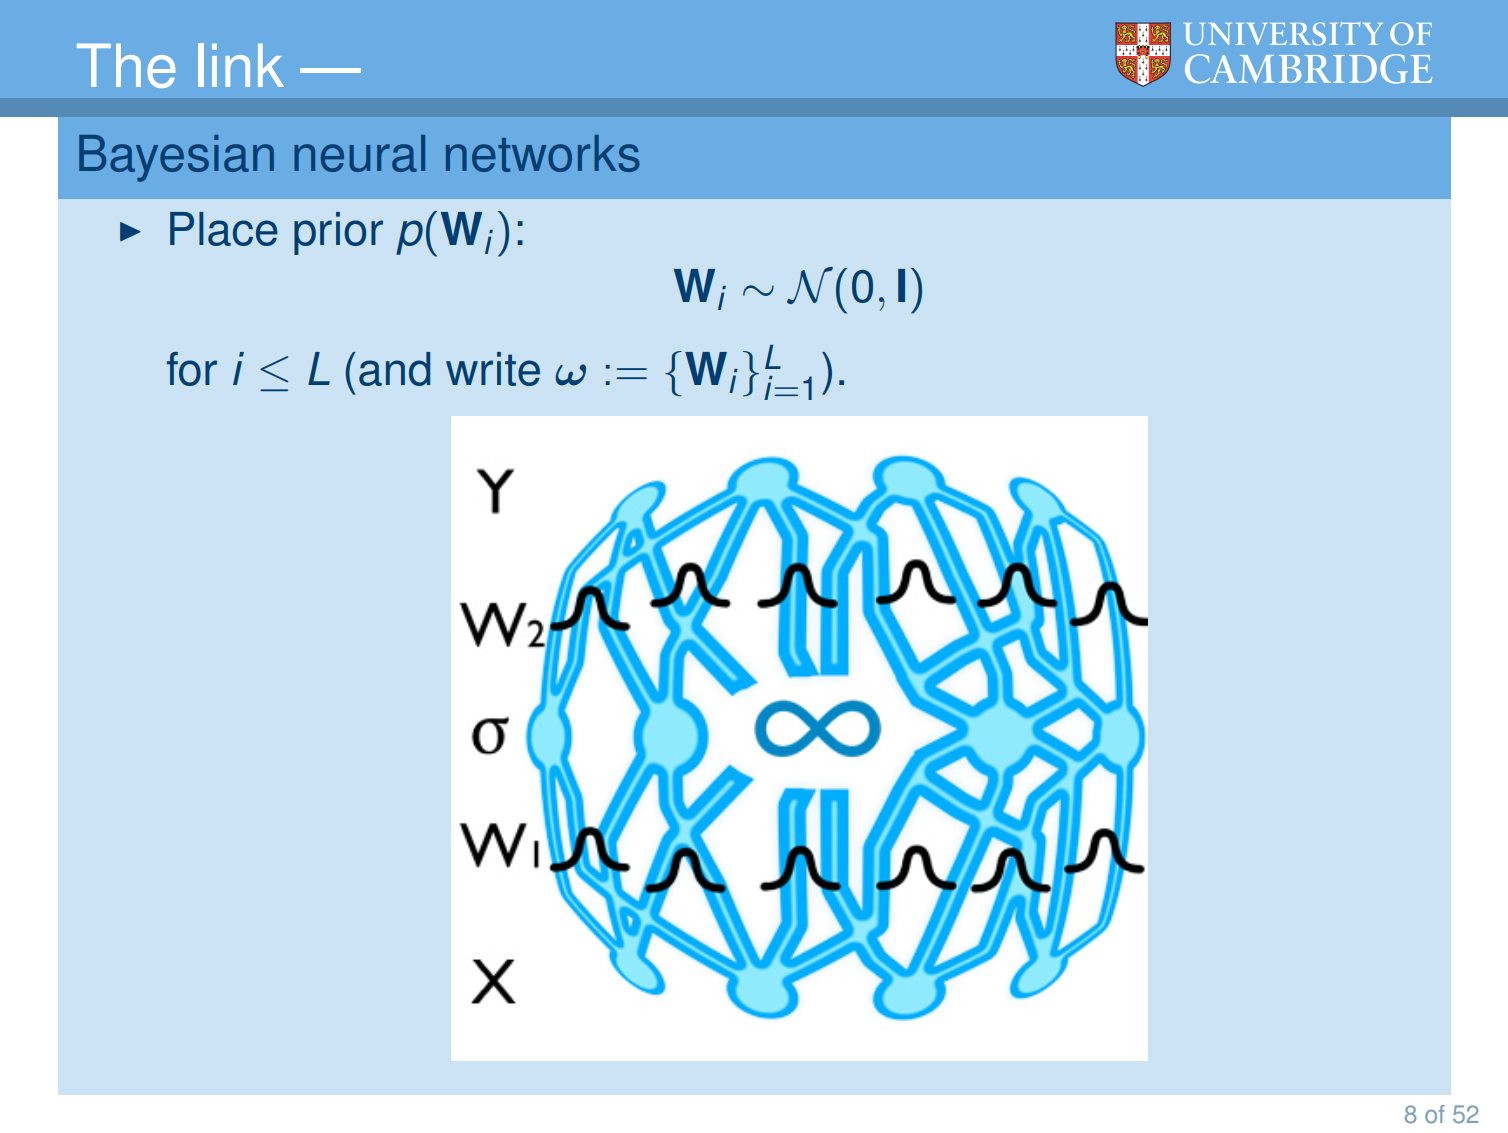 The link —
UNIVERSITY OF
CAMBRIDGE
Bayesian neural networks
▶ Place prior p(W_i):
W_i ∼ N(0, I)
for i ≤ L (and write ω := {W_i}_{i=1}^L).
Y
W₂
∞
σ
W₁
X
8 of 52